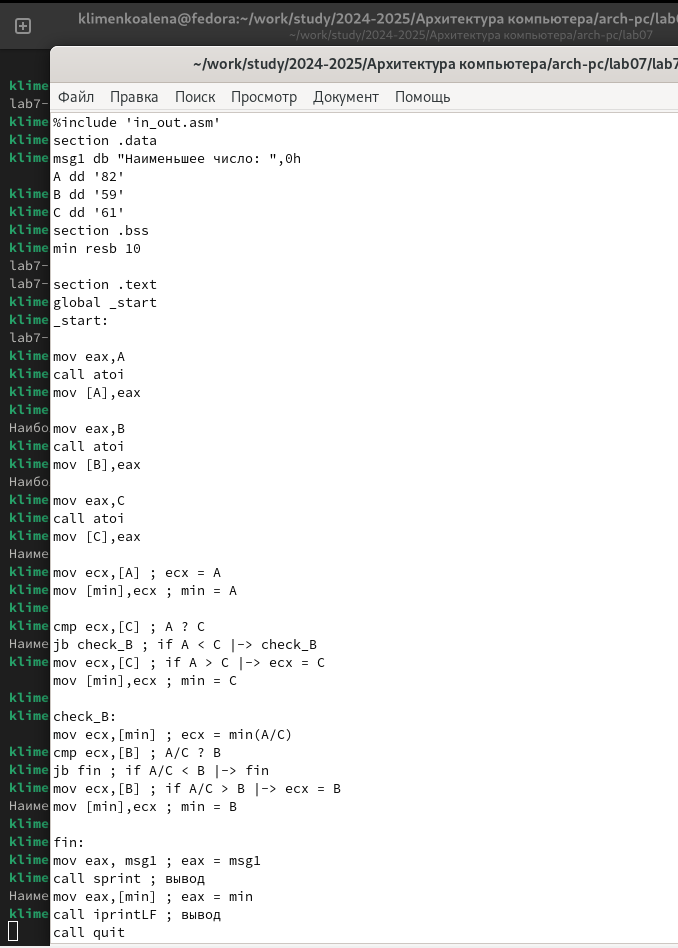 klimenkoalena@fedora:~/work/study/2024-2025/Архитектура компьютера/arch-pc/lab0
~/work/study/2024-2025/Архитектура компьютера/arch-pc/lab07
~/work/study/2024-2025/Архитектура компьютера/arch-pc/lab07/lab7
Файл Правка Поиск Просмотр Документ Помощь
klime
lab7-
klime
klime
klime
klime
klime
klime
klime
lab7-
lab7-
klime
klime
lab7-
klime
klime
klime
klime
Наибо
klime
klime
Наибо
klime
klime
klime
Наиме
klime
klime
klime
klime
Наиме
klime
klime
klime
klime
klime
klime
Наиме
klime
klime
klime
klime
Наиме
klime
%include 'in_out.asm'
section .data
msg1 db "Наименьшее число: ",0h
A dd '82'
B dd '59'
C dd '61'
section .bss
min resb 10
section .text
global _start
_start:
mov eax,A
call atoi
mov [A],eax
mov eax,B
call atoi
mov [B],eax
mov eax,C
call atoi
mov [C],eax
mov ecx,[A] ; ecx = A
mov [min],ecx ; min = A
cmp ecx,[C] ; A ? C
jb check_B ; if A < C |-> check_B
mov ecx,[C] ; if A > C |-> ecx = C
mov [min],ecx ; min = C
check_B:
mov ecx,[min] ; ecx = min(A/C)
cmp ecx,[B] ; A/C ? B
jb fin ; if A/C < B |-> fin
mov ecx,[B] ; if A/C > B |-> ecx = B
mov [min],ecx ; min = B
fin:
mov eax, msg1 ; eax = msg1
call sprint ; вывод
mov eax,[min] ; eax = min
call iprintLF ; вывод
call quit